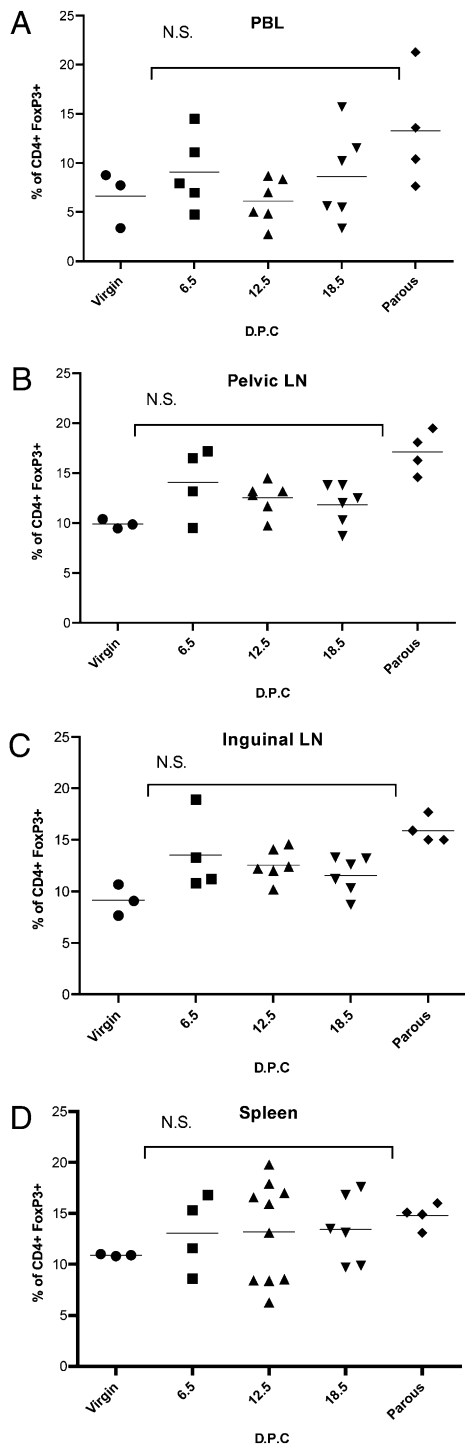 A
N.S.
PBL
% of CD4+ FoxP3+
25
20
15
10
5
0
Virgin
6.5
12.5
18.5
Parous
D.P.C
B
Pelvic LN
N.S.
% of CD4+ FoxP3+
25
20
15
10
5
0
Virgin
6.5
12.5
18.5
Parous
D.P.C
C
Inguinal LN
N.S.
% of CD4+ FoxP3+
25
20
15
10
5
0
Virgin
6.5
12.5
18.5
Parous
D.P.C
D
Spleen
N.S.
% of CD4+ FoxP3+
25
20
15
10
5
0
Virgin
6.5
12.5
18.5
Parous
D.P.C